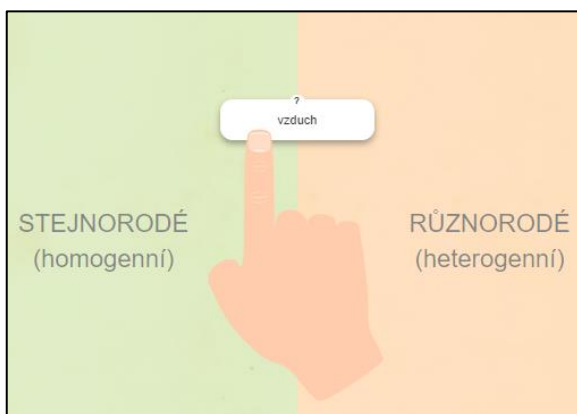 ?
vzduch
STEJNORODÉ
(homogenní)
RŮZNORODÉ
(heterogenní)